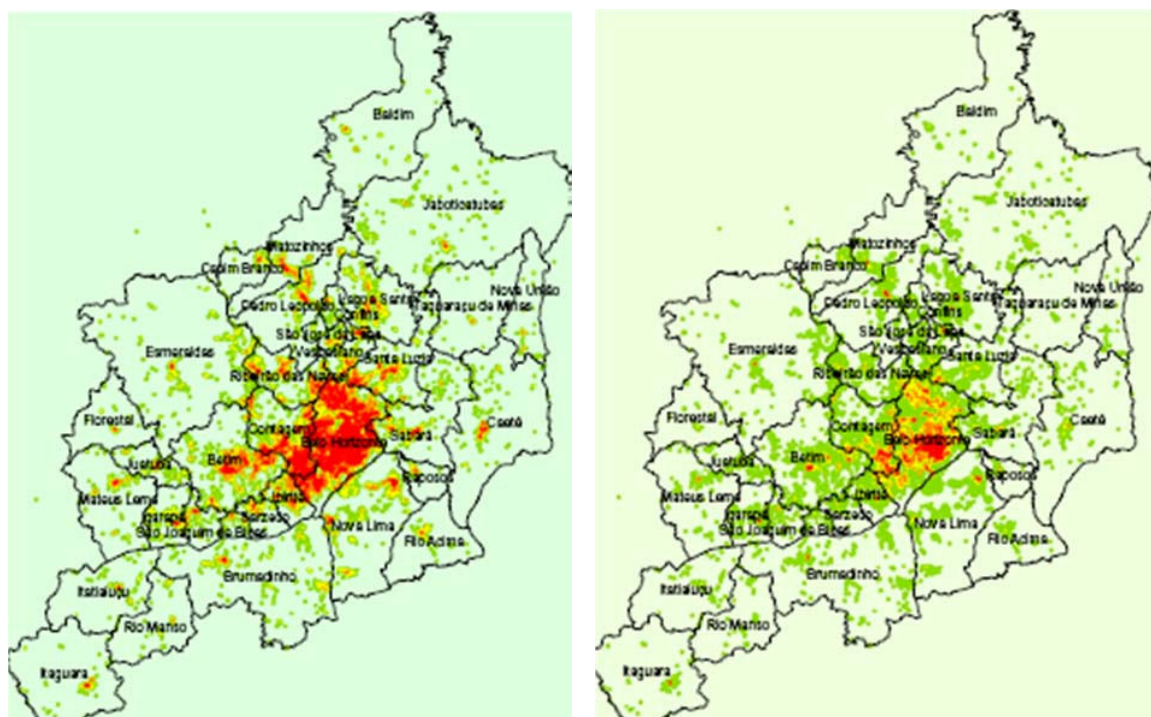 Baldim
Jaboticatubas
Matozinhos
Capim Branco
Nova União
Pedro Leopoldo
Lagoa Santa
Taquaraçu de Minas
Confins
São José da Lapa
Vespasiano
Esmeraldas
Santa Luzia
Ribeirão das Neves
Florestal
Contagem
Caeté
Belo Horizonte
Sabará
Juatuba
Betim
Raposos
Mateus Leme
Ibirité
Igarapé
Sarzedo
Nova Lima
São Joaquim de Bicas
Rio Acima
Brumadinho
Itatiaiuçu
Rio Manso
Itaguara
Baldim
Jaboticatubas
Matozinhos
Capim Branco
Nova União
Pedro Leopoldo
Lagoa Santa
Taquaraçu de Minas
Confins
São José da Lapa
Vespasiano
Esmeraldas
Santa Luzia
Ribeirão das Neves
Florestal
Contagem
Caeté
Belo Horizonte
Sabará
Juatuba
Betim
Raposos
Mateus Leme
Ibirité
Igarapé
Sarzedo
Nova Lima
São Joaquim de Bicas
Rio Acima
Brumadinho
Itatiaiuçu
Rio Manso
Itaguara